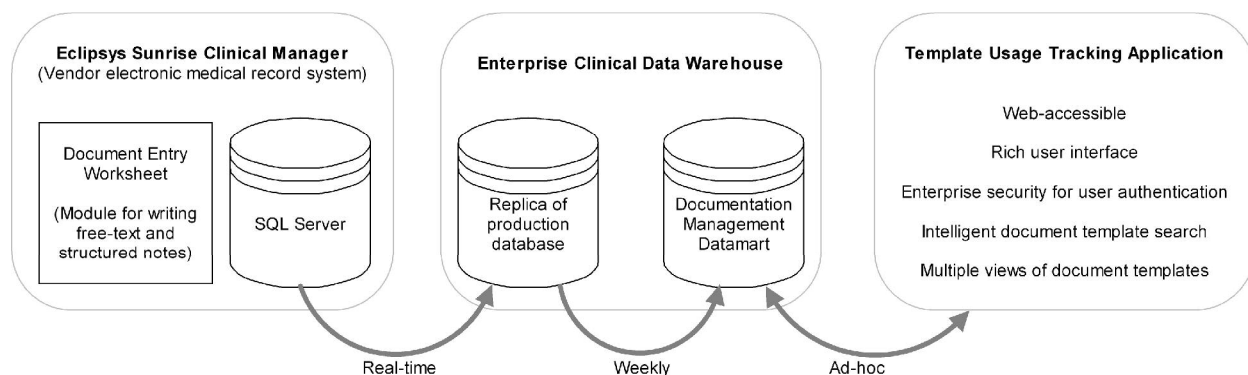 Eclipsys Sunrise Clinical Manager
(Vendor electronic medical record system)
Document Entry
Worksheet
(Module for writing
free-text and
structured notes)
SQL Server
Enterprise Clinical Data Warehouse
Replica of
production
database
Documentation
Management
Datamart
Template Usage Tracking Application
Web-accessible
Rich user interface
Enterprise security for user authentication
Intelligent document template search
Multiple views of document templates
Real-time
Weekly
Ad-hoc